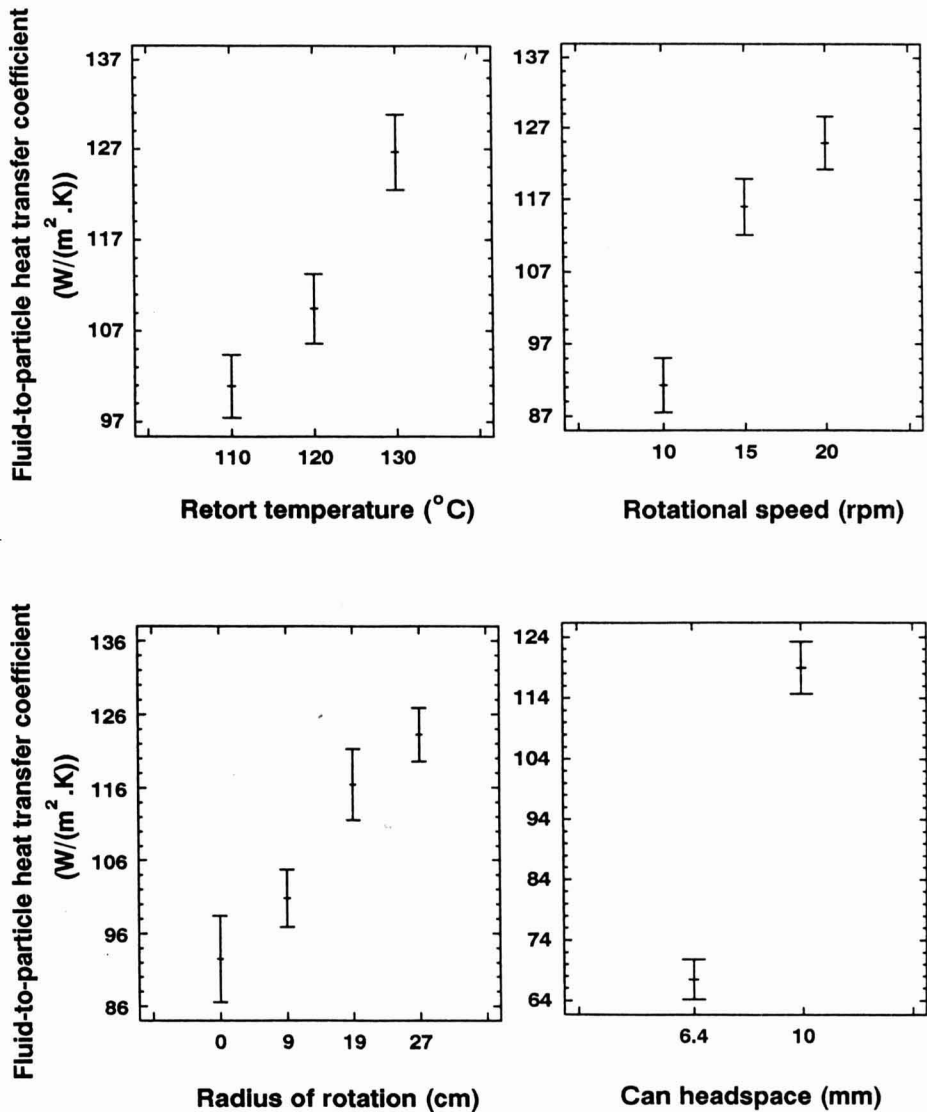 Fluid-to-particle heat transfer coefficient
(W/(m².K))
137
127
117
107
97
110 120 130
Retort temperature (°C)
137
127
117
107
97
87
10 15 20
Rotational speed (rpm)
Fluid-to-particle heat transfer coefficient
(W/(m².K))
136
126
116
106
96
86
0 9 19 27
Radius of rotation (cm)
124
114
104
94
84
74
64
6.4 10
Can headspace (mm)